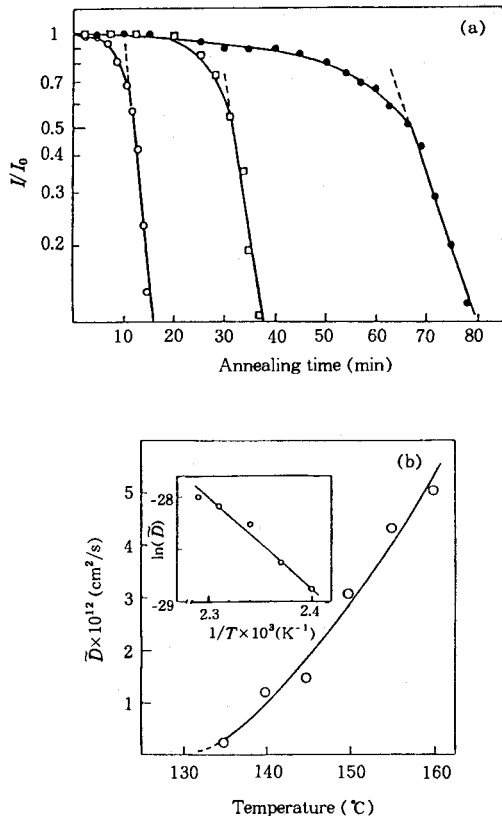 (a)
1
0.7
0.5
0.4
0.3
0.2
I/I₀
10 20 30 40 50 60 70 80
Annealing time (min)
(b)
5
4
3
2
1
D̃×10¹² (cm²/s)
-28
-29
ln(D̃)
2.3 2.4
1/T×10³(K⁻¹)
130 140 150 160
Temperature (℃)